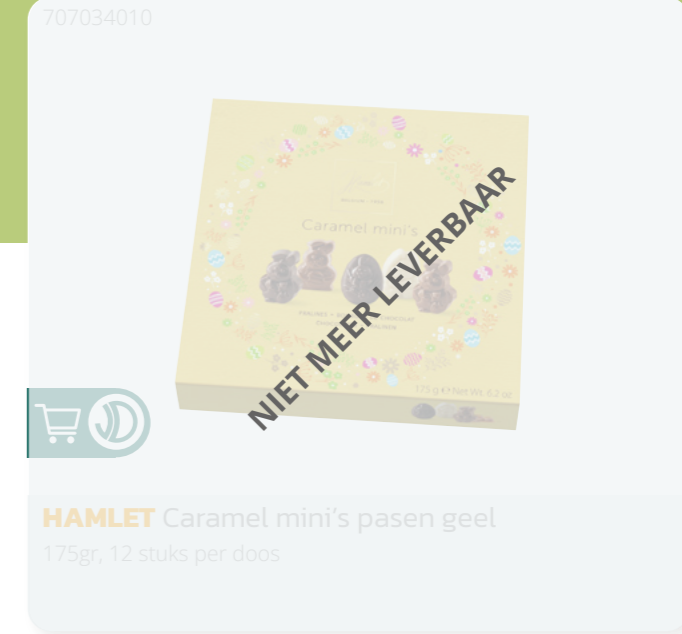 707034010
Caramel mini's
175 g ℮ Net Wt. 6.2 oz
NIET MEER LEVERBAAR
HAMLET Caramel mini's pasen geel
175gr, 12 stuks per doos